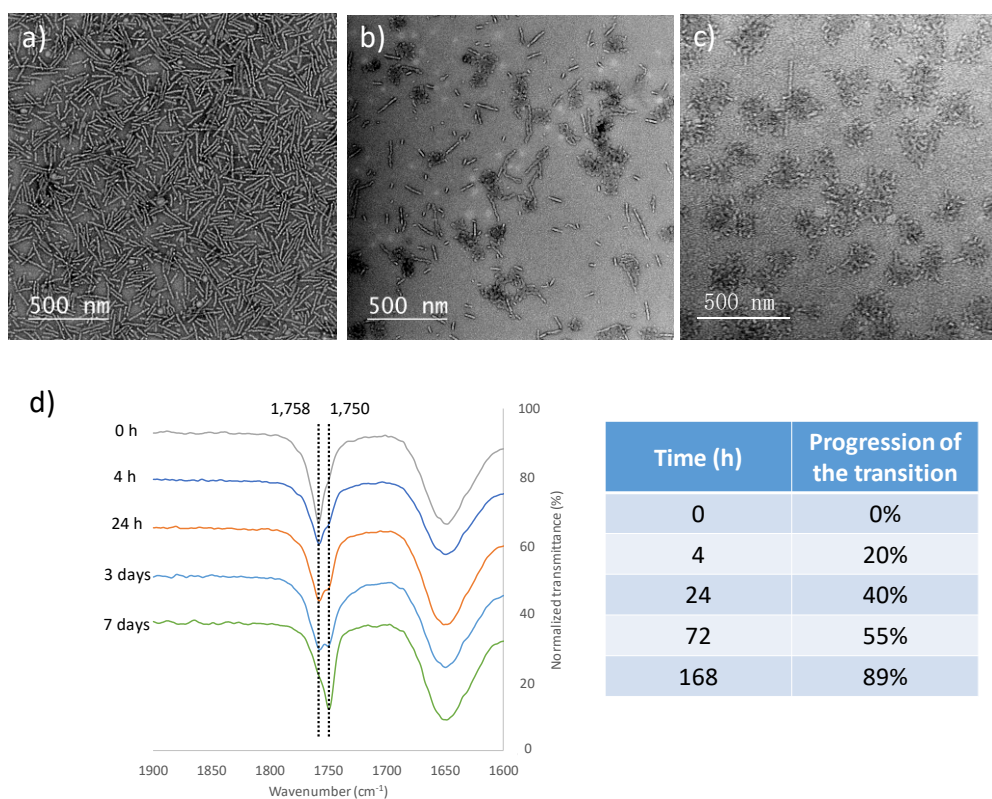 a)
b)
c)
500 nm
500 nm
500 nm
d)
1,758
1,750
0 h
4 h
24 h
3 days
7 days
100
80
60
40
20
0
Normalized transmittance (%)
1900
1850
1800
1750
1700
1650
1600
Wavenumber (cm⁻¹)
Time (h)
Progression of
the transition
0
0%
4
20%
24
40%
72
55%
168
89%